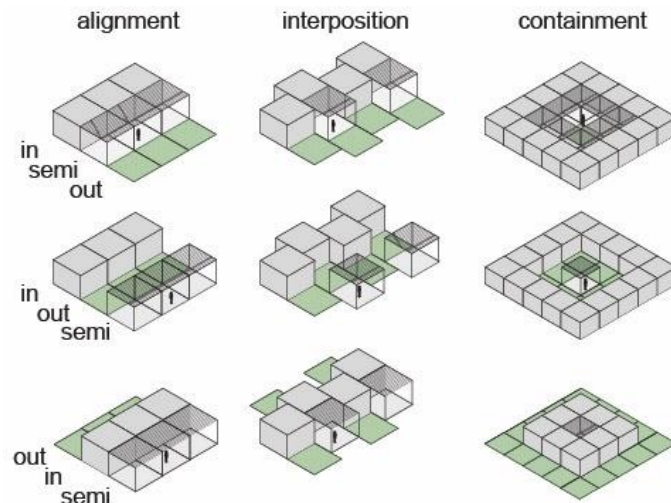 alignment interposition containment
in
semi
out
in
out
semi
out
in
semi